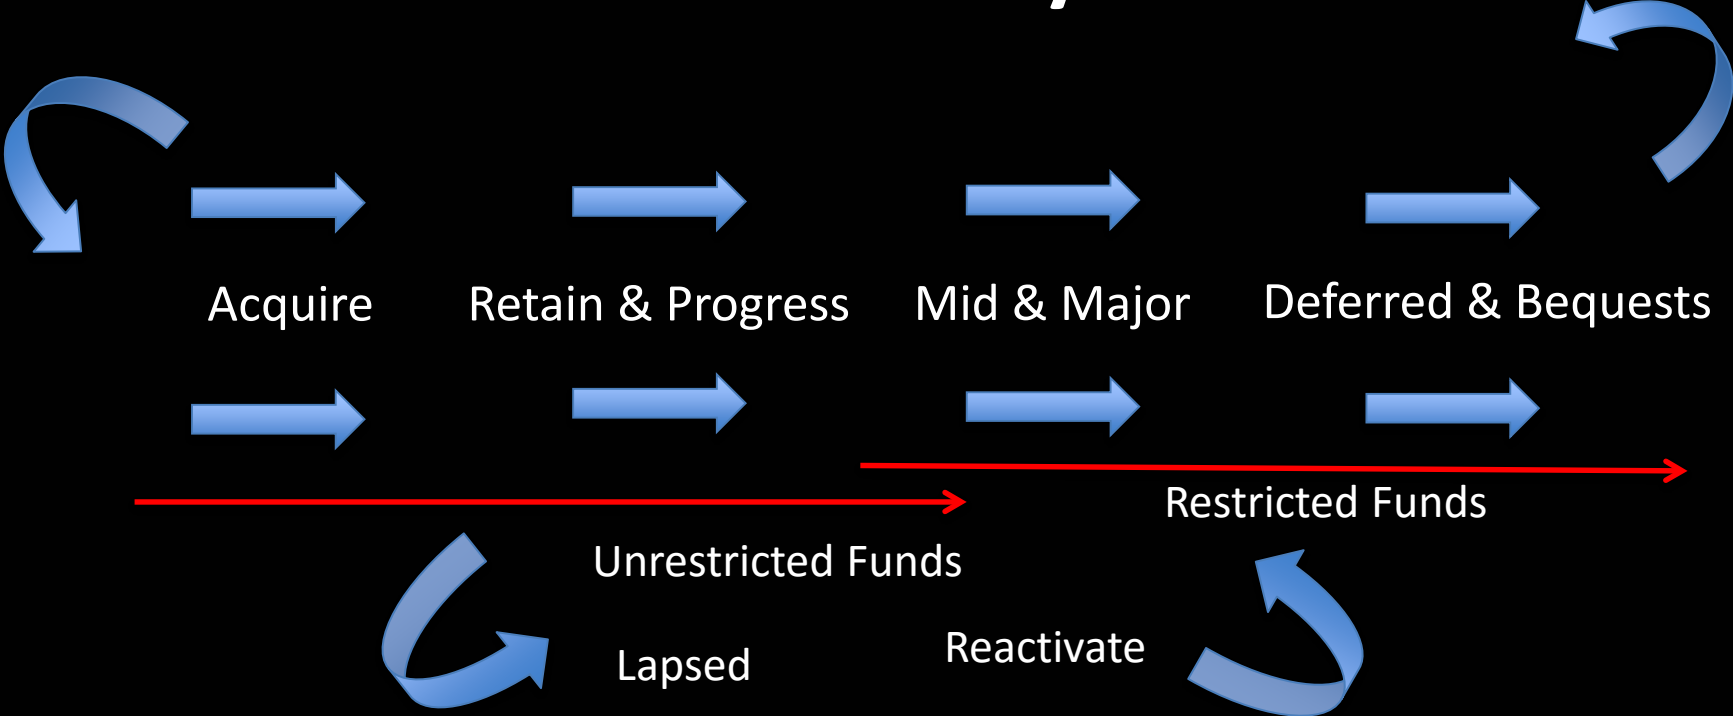 Acquire
Retain & Progress
Mid & Major
Deferred & Bequests
Restricted Funds
Unrestricted Funds
Reactivate
Lapsed